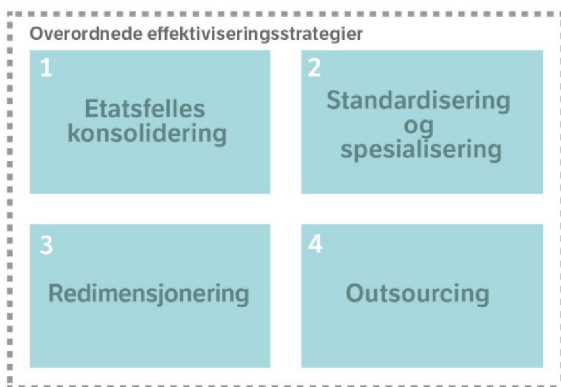 Overordnede effektiviseringsstrategier
1
Etatsfelles
konsolidering
2
Standardisering
og
spesialisering
3
Redimensjonering
4
Outsourcing